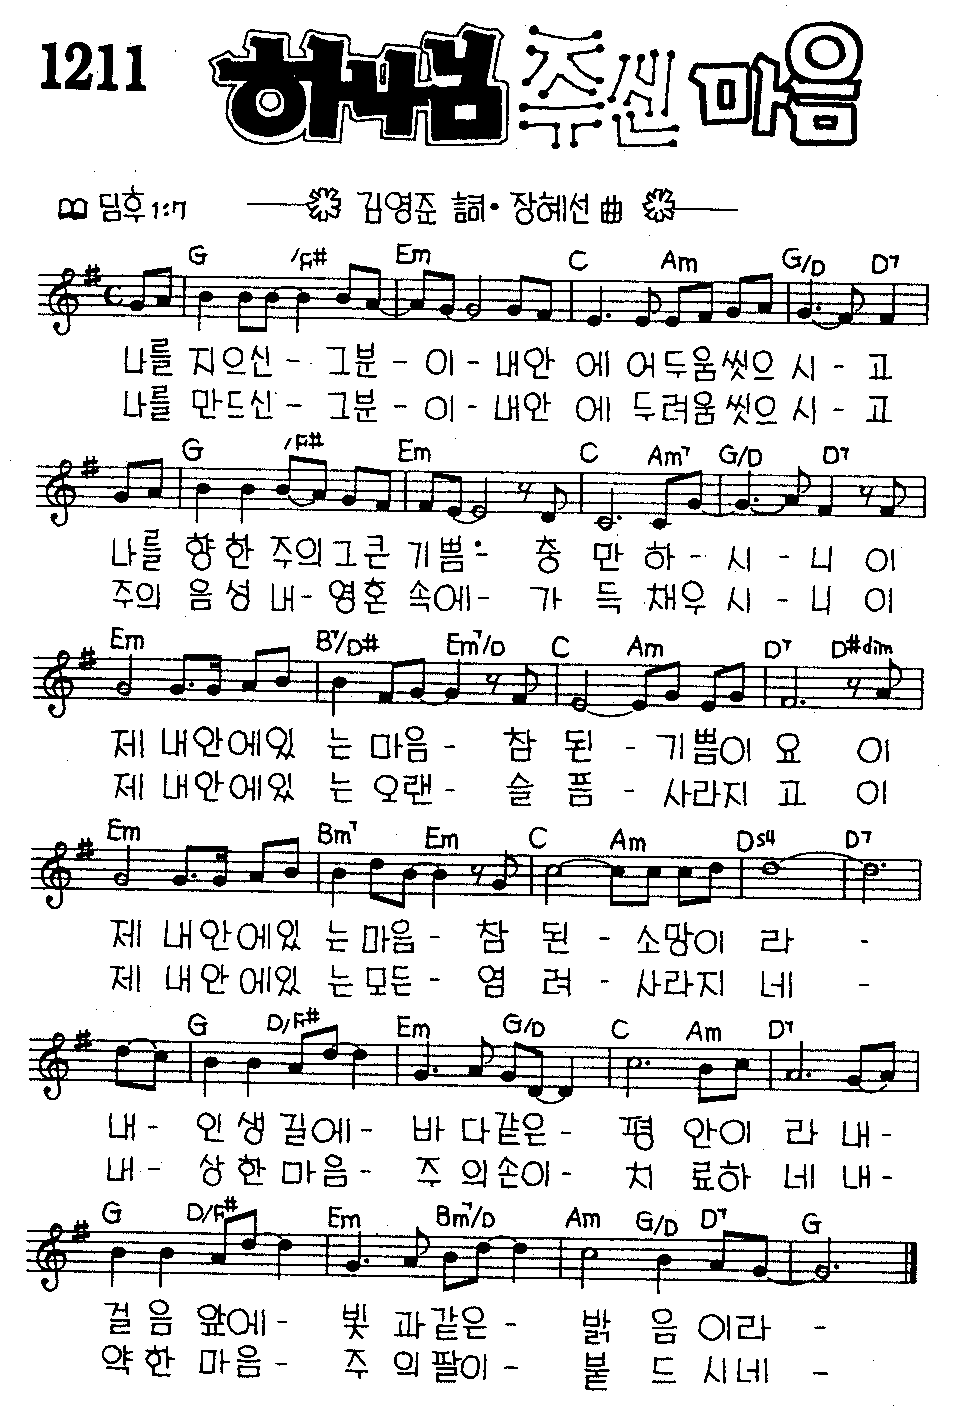 1211 하나님 주신 마음
딤후 1:7 김영준 詞· 장혜선 曲
G /F# Em C Am G/D D7
나를 지으신 - 그분 - 이 - 내안 에 어두움씻으 시 - 고
나를 만드신 - 그분 - 이 - 내안 에 두려움씻으 시 - 고
G /F# Em C Am7 G/D D7
나를 향한 주의그큰 기쁨 - 충 만 하 - 시 - 니 이
주의 음성 내 - 영혼 속에 - 가 득 채우 시 - 니 이
Em B7/D# Em7/D C Am D7 D#dim
제 내안에있 는 마음 - 참 된 - 기쁨이 요 이
제 내안에있 는 오랜 - 슬 픔 - 사라지 고 이
Em Bm7 Em C Am Ds4 D7
제 내안에있 는 마음 - 참 된 - 소망이 라 -
제 내안에있 는 모든 - 염 려 - 사라지 네 -
G D/F# Em G/D C Am D7
내 - 인생 길에 - 바 다같은 - 평 안이 라 내 -
내 - 상한 마음 - 주 의손이 - 치 료하 네 내 -
G D/F# Em Bm7/D Am G/D D7 G
걸음 앞에 - 빛 과같은 - 밝 음 이라 -
약한 마음 - 주 의팔이 - 붙 드 시네 -